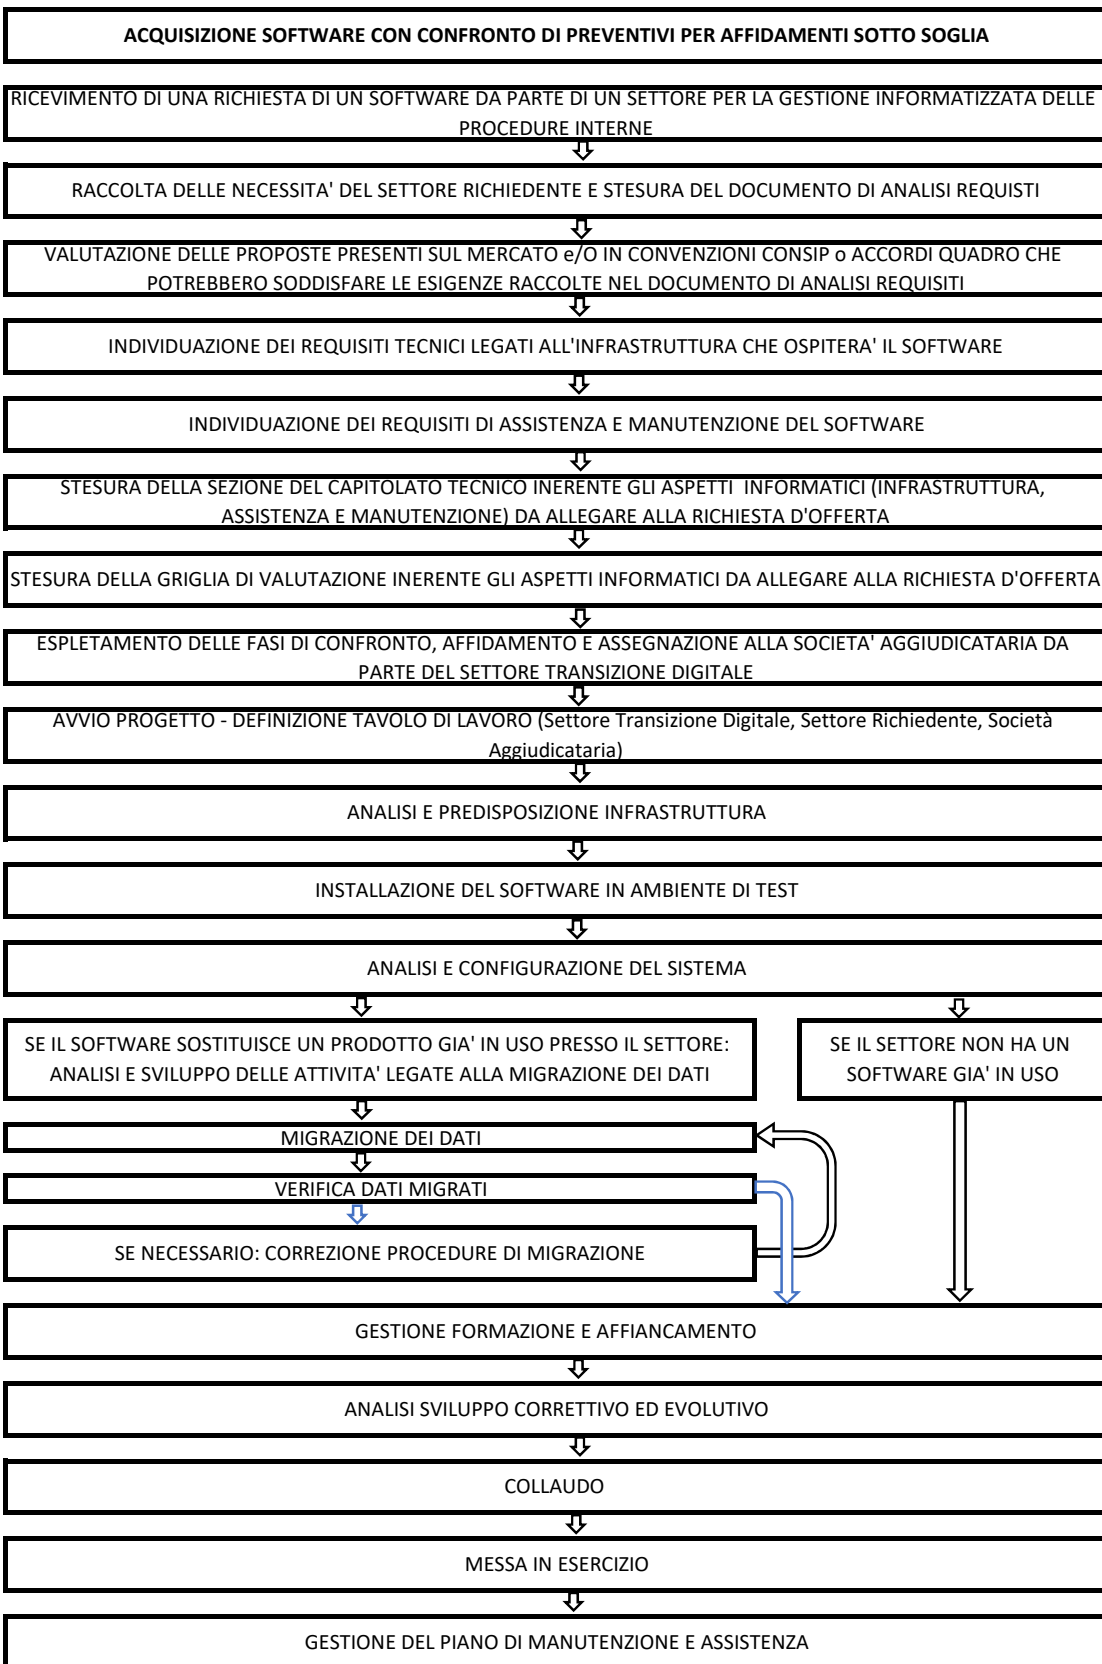 ACQUISIZIONE SOFTWARE CON CONFRONTO DI PREVENTIVI PER AFFIDAMENTI SOTTO SOGLIA
RICEVIMENTO DI UNA RICHIESTA DI UN SOFTWARE DA PARTE DI UN SETTORE PER LA GESTIONE INFORMATIZZATA DELLE
PROCEDURE INTERNE
RACCOLTA DELLE NECESSITA' DEL SETTORE RICHIEDENTE E STESURA DEL DOCUMENTO DI ANALISI REQUISTI
VALUTAZIONE DELLE PROPOSTE PRESENTI SUL MERCATO e/O IN CONVENZIONI CONSIP o ACCORDI QUADRO CHE
POTREBBERO SODDISFARE LE ESIGENZE RACCOLTE NEL DOCUMENTO DI ANALISI REQUISITI
INDIVIDUAZIONE DEI REQUISITI TECNICI LEGATI ALL'INFRASTRUTTURA CHE OSPITERA' IL SOFTWARE
INDIVIDUAZIONE DEI REQUISITI DI ASSISTENZA E MANUTENZIONE DEL SOFTWARE
STESURA DELLA SEZIONE DEL CAPITOLATO TECNICO INERENTE GLI ASPETTI  INFORMATICI (INFRASTRUTTURA,
ASSISTENZA E MANUTENZIONE) DA ALLEGARE ALLA RICHIESTA D'OFFERTA
STESURA DELLA GRIGLIA DI VALUTAZIONE INERENTE GLI ASPETTI INFORMATICI DA ALLEGARE ALLA RICHIESTA D'OFFERTA
ESPLETAMENTO DELLE FASI DI CONFRONTO, AFFIDAMENTO E ASSEGNAZIONE ALLA SOCIETA' AGGIUDICATARIA DA
PARTE DEL SETTORE TRANSIZIONE DIGITALE
AVVIO PROGETTO - DEFINIZIONE TAVOLO DI LAVORO (Settore Transizione Digitale, Settore Richiedente, Società
Aggiudicataria)
ANALISI E PREDISPOSIZIONE INFRASTRUTTURA
INSTALLAZIONE DEL SOFTWARE IN AMBIENTE DI TEST
ANALISI E CONFIGURAZIONE DEL SISTEMA
SE IL SOFTWARE SOSTITUISCE UN PRODOTTO GIA' IN USO PRESSO IL SETTORE:
ANALISI E SVILUPPO DELLE ATTIVITA' LEGATE ALLA MIGRAZIONE DEI DATI
SE IL SETTORE NON HA UN
SOFTWARE GIA' IN USO
MIGRAZIONE DEI DATI
VERIFICA DATI MIGRATI
SE NECESSARIO: CORREZIONE PROCEDURE DI MIGRAZIONE
GESTIONE FORMAZIONE E AFFIANCAMENTO
ANALISI SVILUPPO CORRETTIVO ED EVOLUTIVO
COLLAUDO
MESSA IN ESERCIZIO
GESTIONE DEL PIANO DI MANUTENZIONE E ASSISTENZA